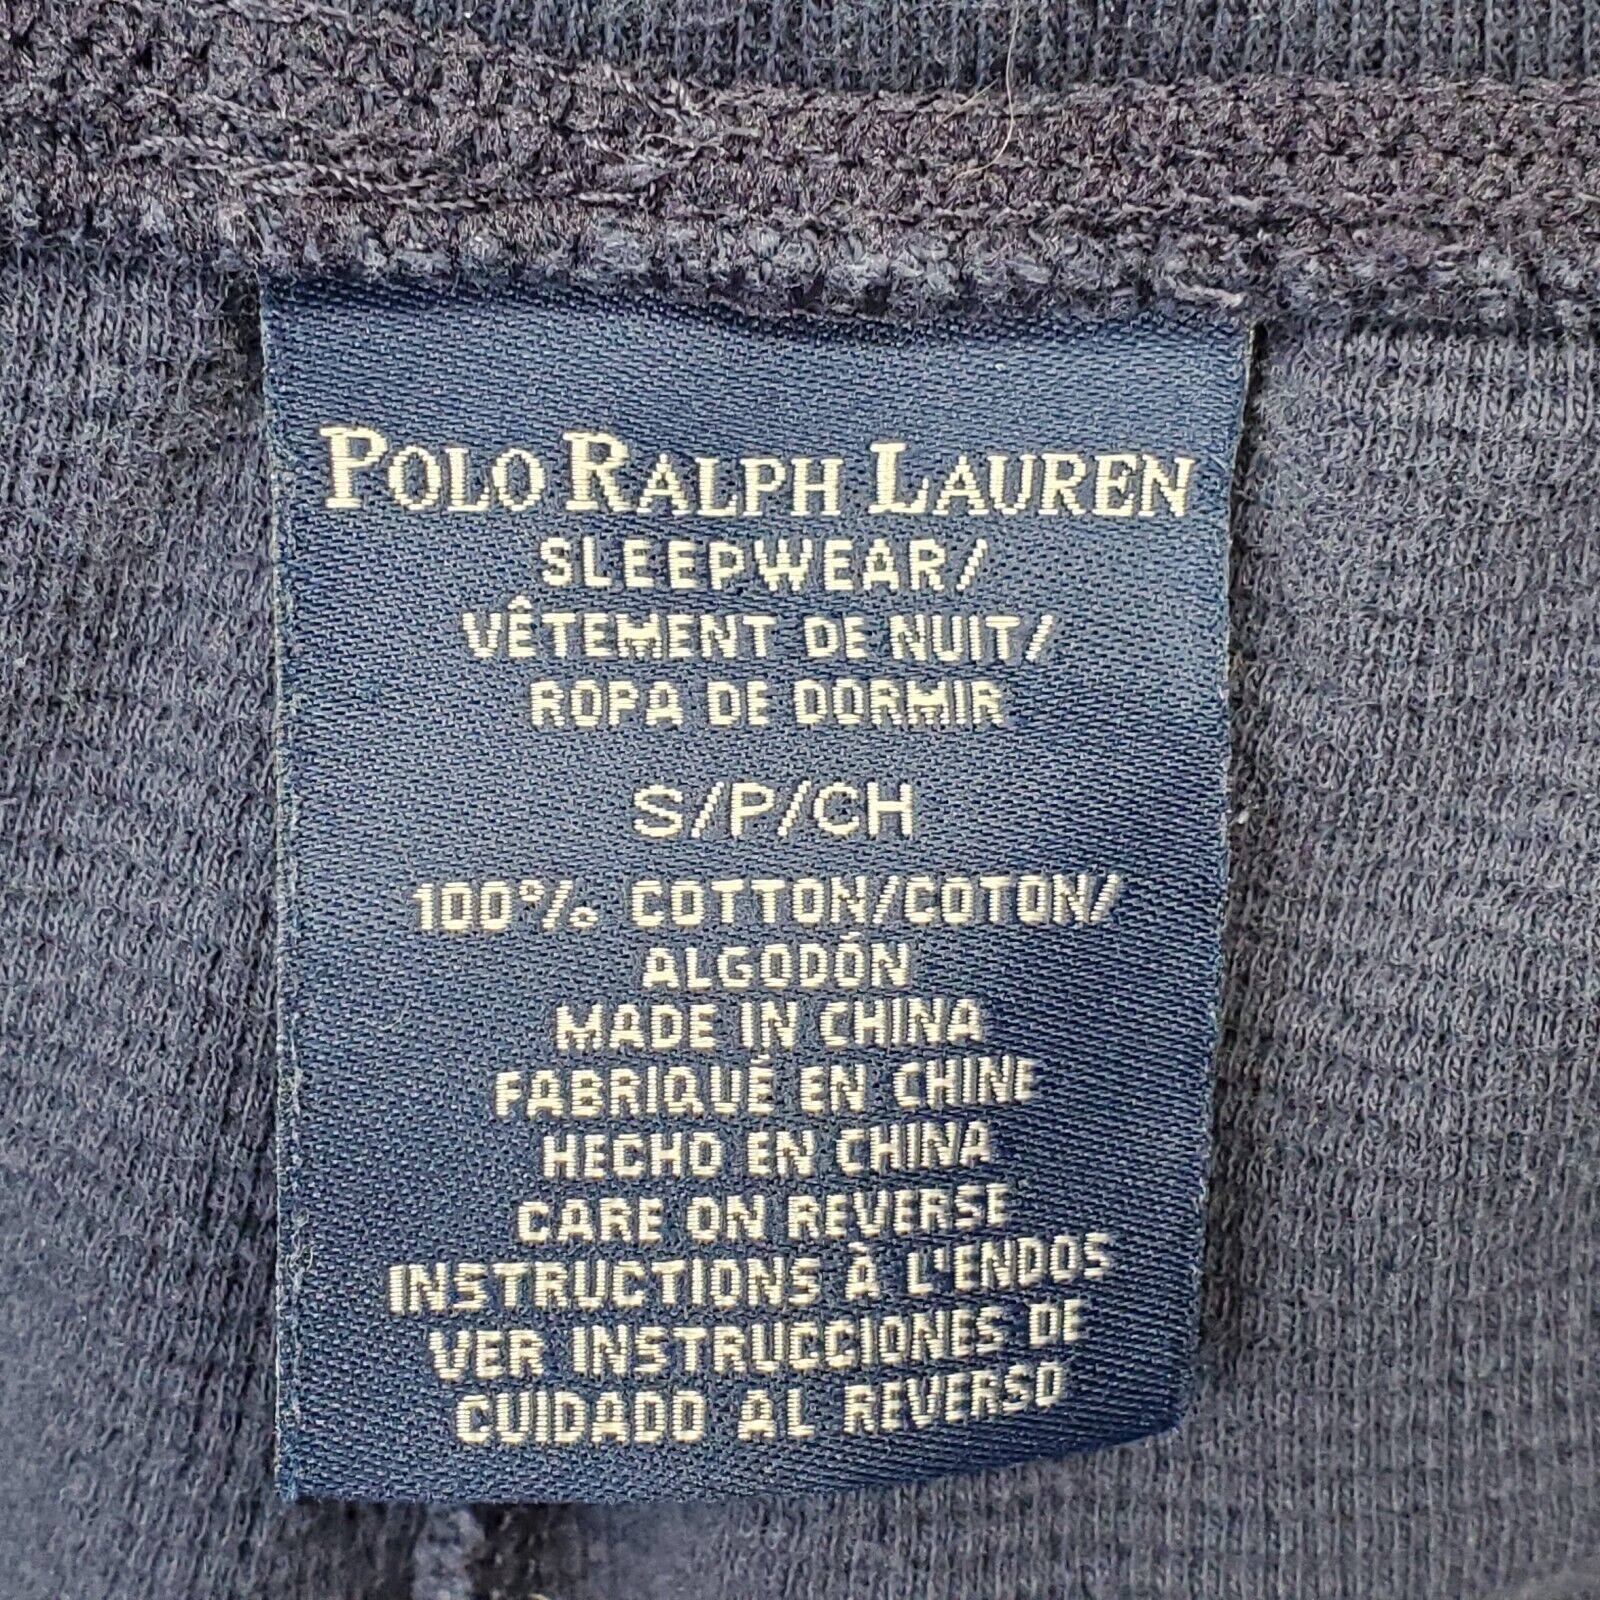 POLO RALPH LAUREN
SLEEPWEAR/
VÊTEMENT DE NUIT/
ROPA DE DORMIR
S/P/CH
100% COTTON/COTON/
ALGODÓN
MADE IN CHINA
FABRIQUÉ EN CHINE
HECHO EN CHINA
CARE ON REVERSE
INSTRUCTIONS À L'ENDOS
VER INSTRUCCIONES DE
CUIDADO AL REVERSO